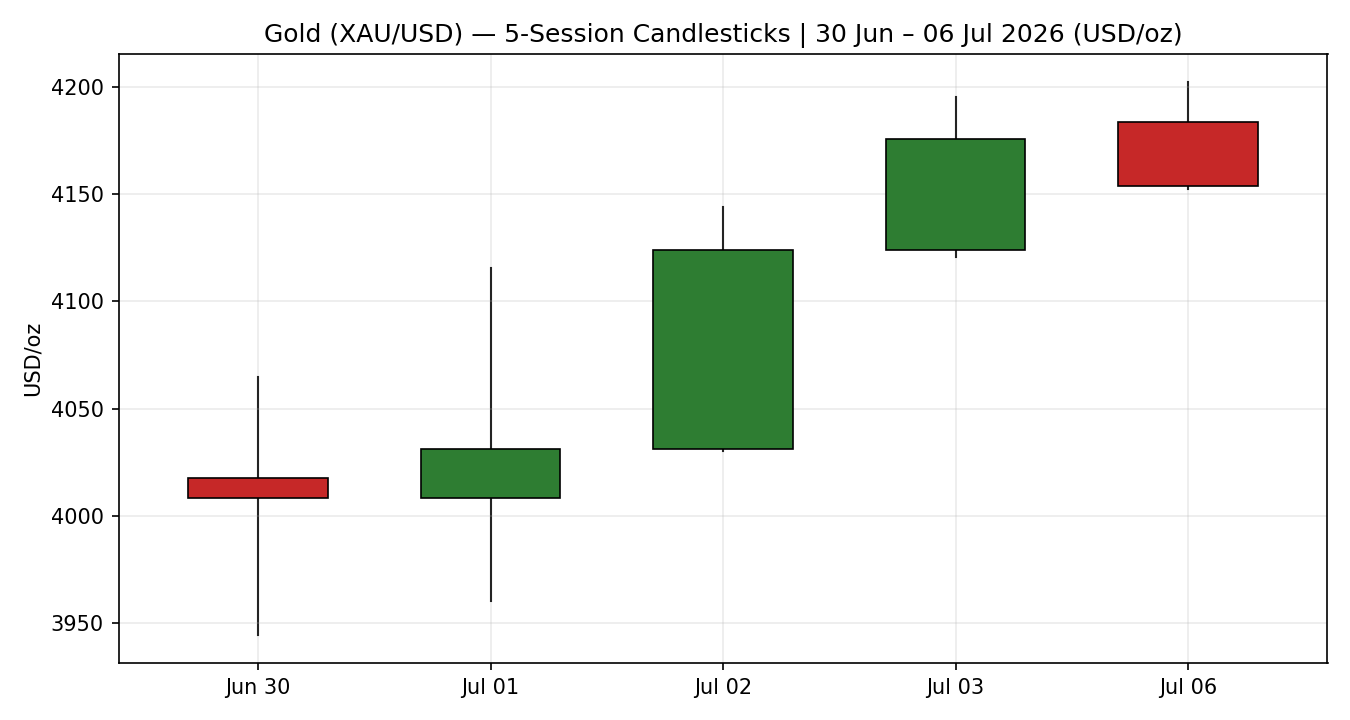 Gold (XAU/USD) — 5-Session Candlesticks | 30 Jun – 06 Jul 2026 (USD/oz)
USD/oz
4200
4150
4100
4050
4000
3950
Jun 30
Jul 01
Jul 02
Jul 03
Jul 06